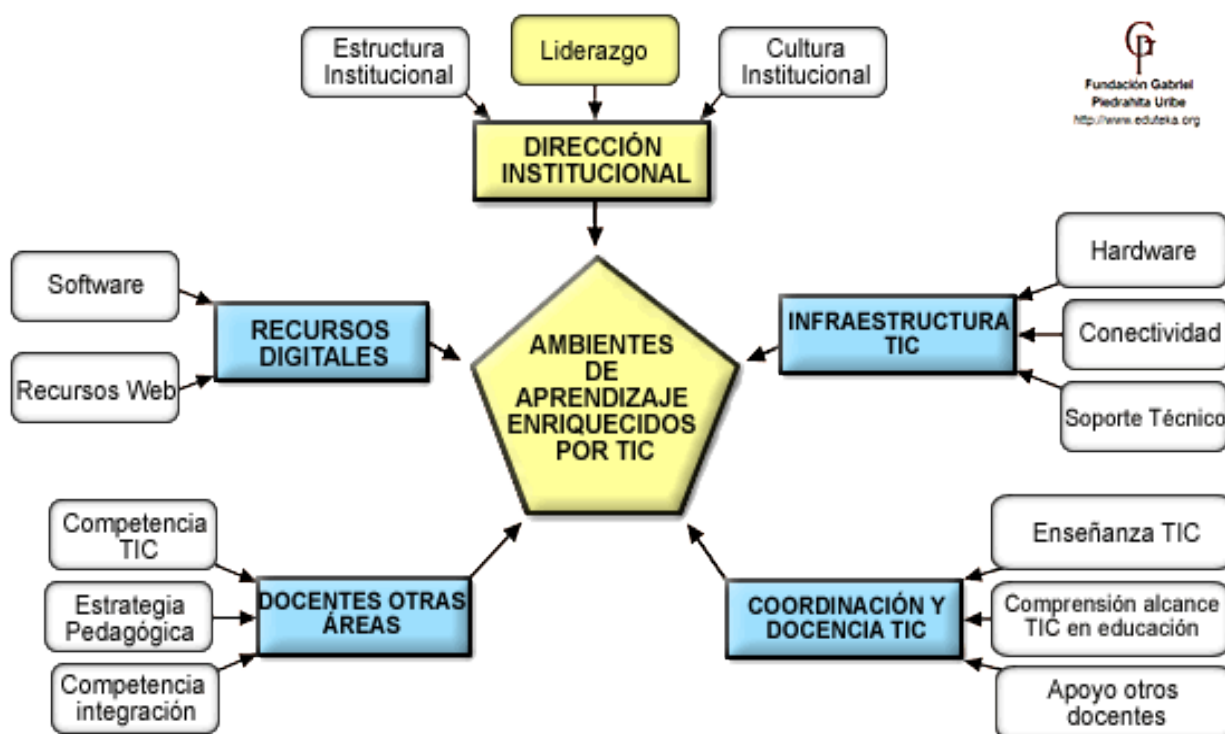 Estructura
Institucional
Liderazgo
Cultura
Institucional
Fundación Gabriel
Piedrahita Uribe
http://www.eduteka.org
DIRECCIÓN
INSTITUCIONAL
Software
Recursos Web
RECURSOS
DIGITALES
AMBIENTES
DE
APRENDIZAJE
ENRIQUECIDOS
POR TIC
INFRAESTRUCTURA
TIC
Hardware
Conectividad
Soporte Técnico
Competencia
TIC
Estrategia
Pedagógica
Competencia
integración
DOCENTES OTRAS
ÁREAS
COORDINACIÓN Y
DOCENCIA TIC
Enseñanza TIC
Comprensión alcance
TIC en educación
Apoyo otros
docentes